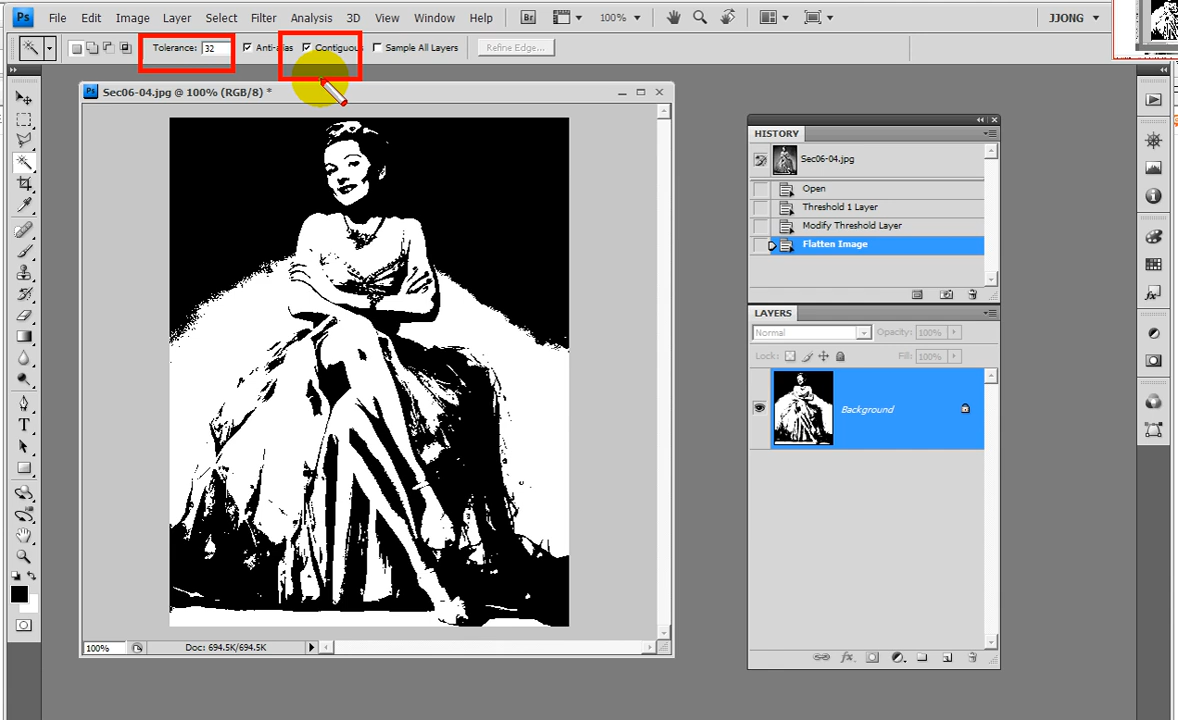 Ps File Edit Image Layer Select Filter Analysis 3D View Window Help Br 100% JJONG
Tolerance: 32 Anti-alias Contiguous Sample All Layers Refine Edge...
Ps Sec06-04.jpg @ 100% (RGB/8) *
HISTORY
Sec06-04.jpg
Open
Threshold 1 Layer
Modify Threshold Layer
Flatten Image
LAYERS
Normal Opacity: 100%
Lock: Fill: 100%
Background
100% Doc: 694.5K/694.5K